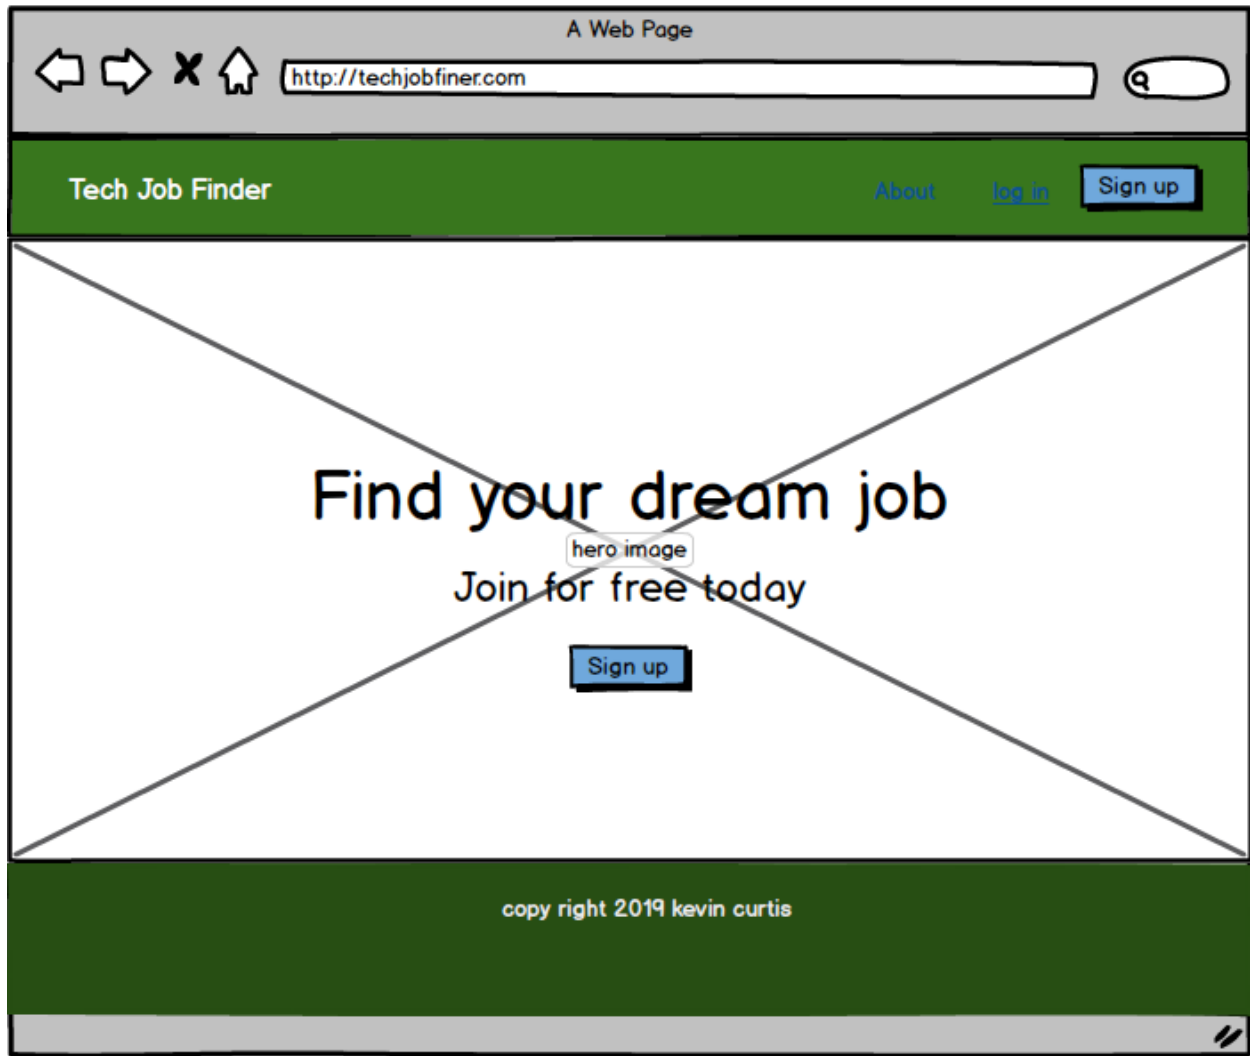 A Web Page
http://techjobfiner.com
Tech Job Finder
About log in Sign up
Find your dream job
hero image
Join for free today
Sign up
copy right 2019 kevin curtis